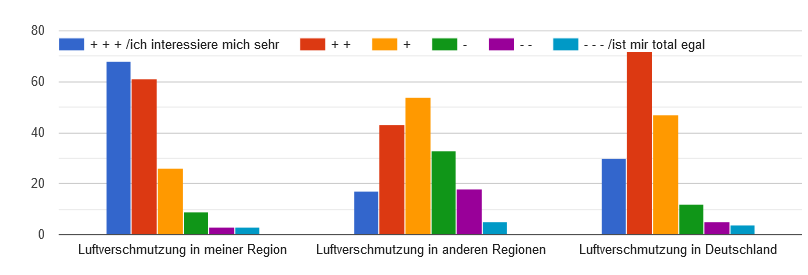 80
+ + + /ich interessiere mich sehr + + + - - - - - - /ist mir total egal
60
40
20
0
Luftverschmutzung in meiner Region Luftverschmutzung in anderen Regionen Luftverschmutzung in Deutschland